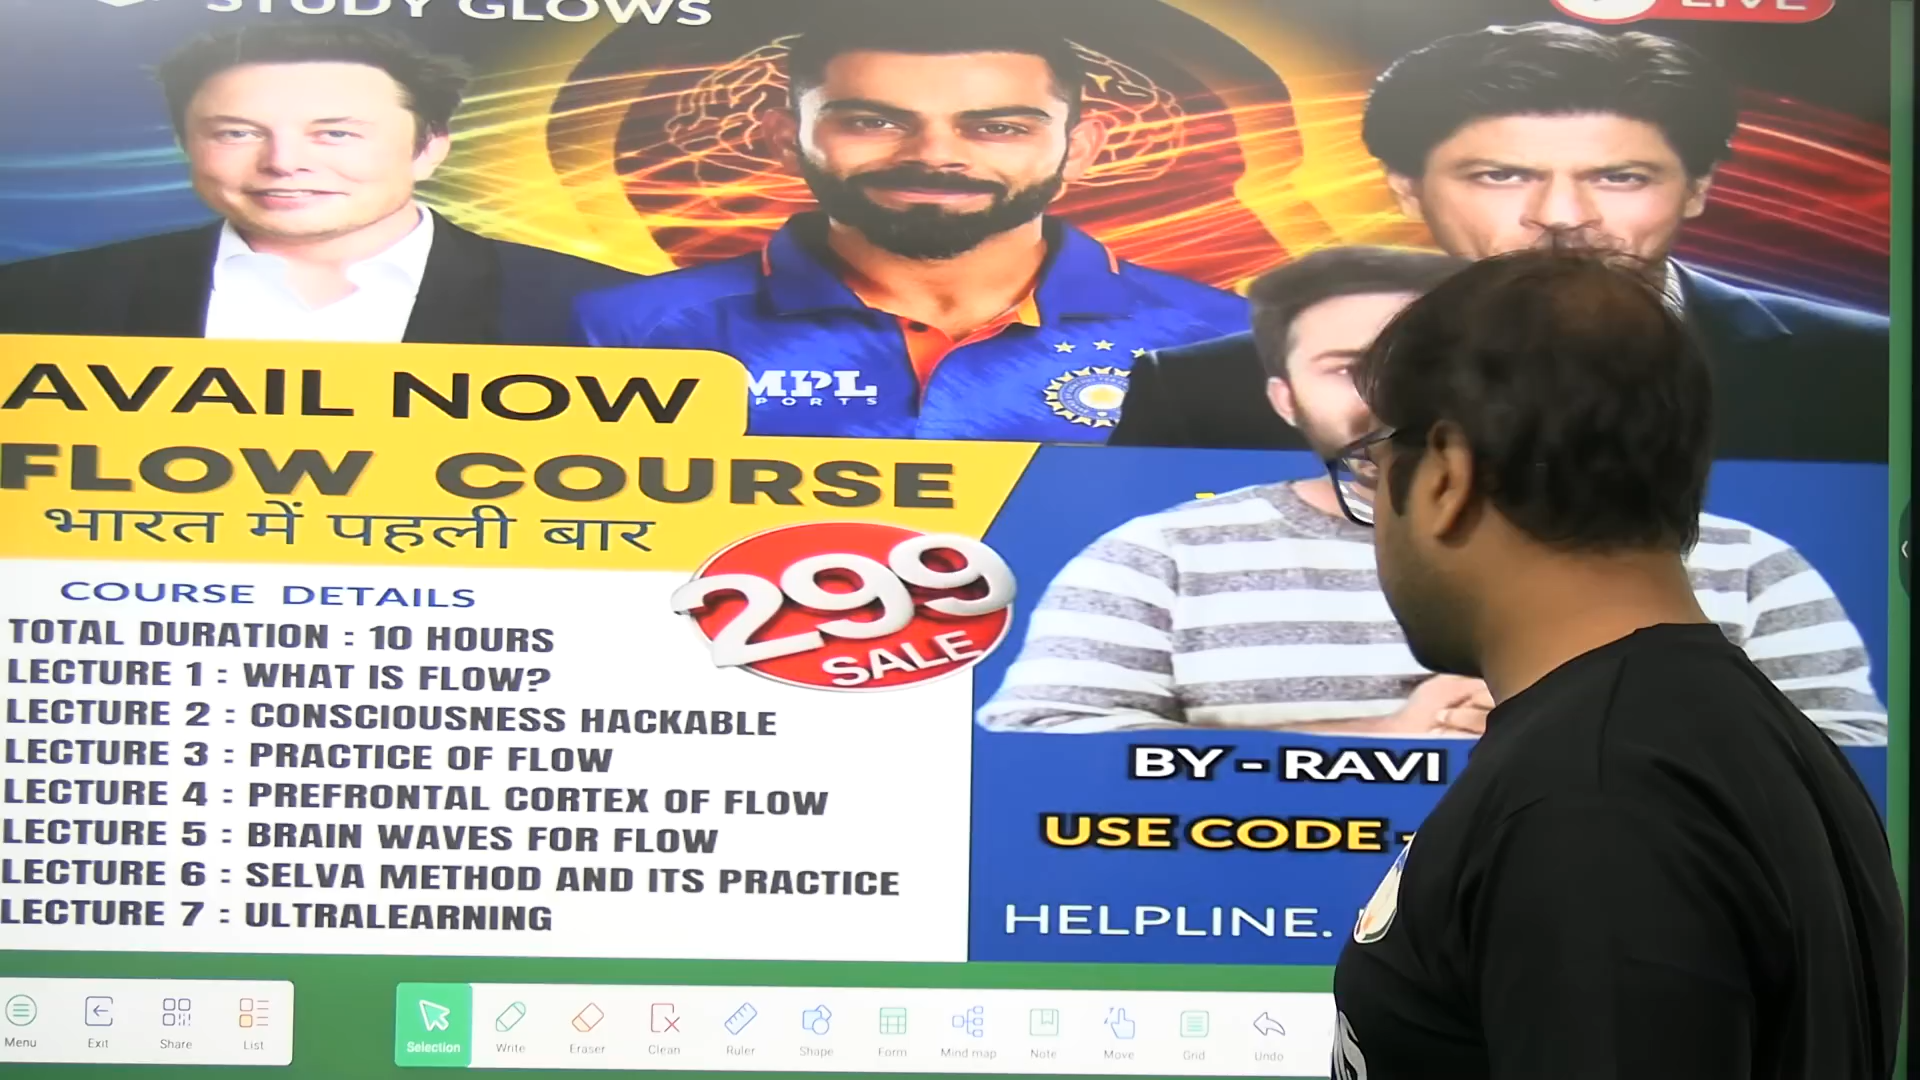 STUDY GLOWS
LIVE
MPL
SPORTS
AVAIL NOW
FLOW COURSE
भारत में पहली बार
299
SALE
COURSE DETAILS
TOTAL DURATION : 10 HOURS
LECTURE 1 : WHAT IS FLOW?
LECTURE 2 : CONSCIOUSNESS HACKABLE
LECTURE 3 : PRACTICE OF FLOW
LECTURE 4 : PREFRONTAL CORTEX OF FLOW
LECTURE 5 : BRAIN WAVES FOR FLOW
LECTURE 6 : SELVA METHOD AND ITS PRACTICE
LECTURE 7 : ULTRALEARNING
BY - RAVI
USE CODE -
HELPLINE.
Menu Exit Share List
Selection Write Eraser Clean Ruler Shape Form Mind map Note Move Grid Undo